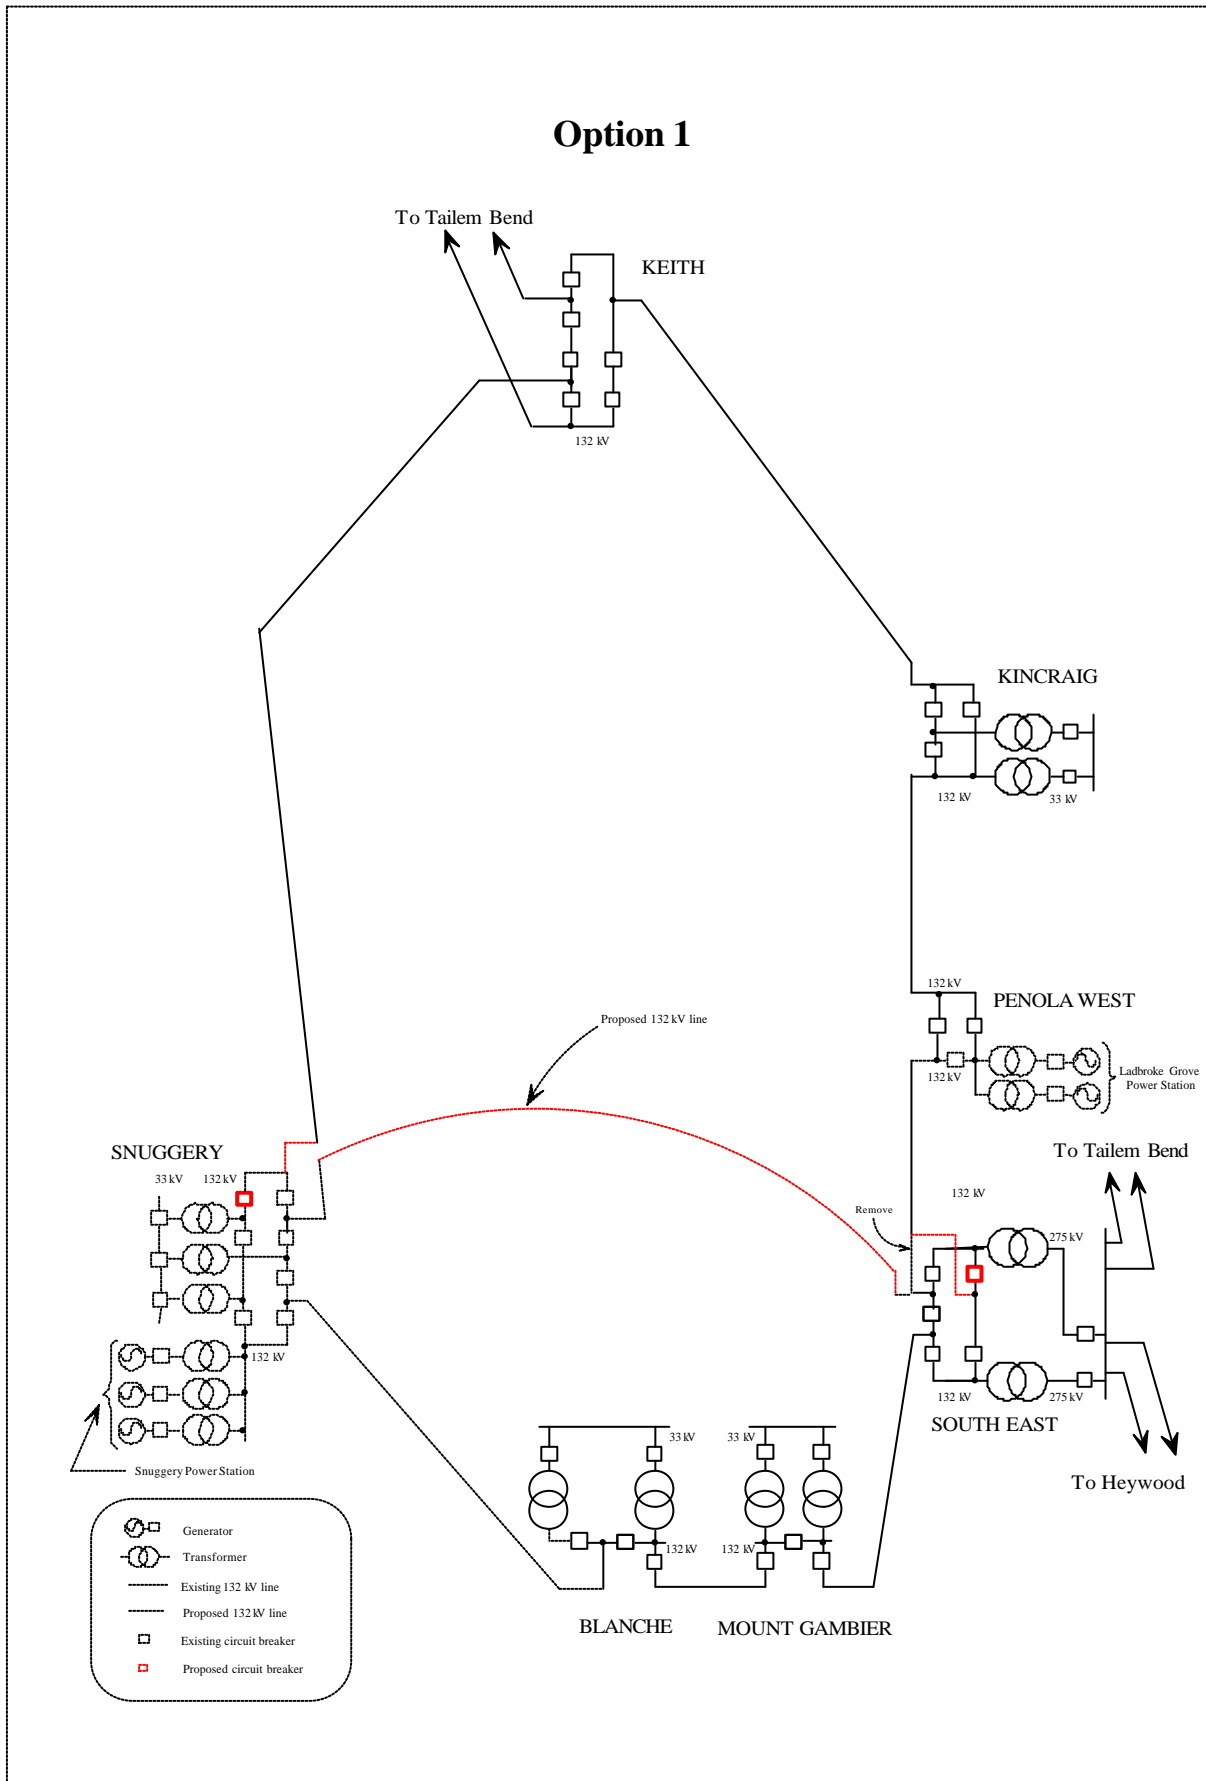 Option 1
To Tailem Bend
KEITH
132 kV
KINCRAIG
132 kV
33 kV
132 kV
PENOLA WEST
Proposed 132 kV line
132 kV
Ladbroke Grove
Power Station
SNUGGERY
To Tailem Bend
33 kV
132 kV
132 kV
Remove
275 kV
132 kV
132 kV
275 kV
SOUTH EAST
33 kV
33 kV
Snuggery Power Station
To Heywood
Generator
132 kV
132 kV
Transformer
Existing 132 kV line
Proposed 132 kV line
BLANCHE
MOUNT GAMBIER
Existing circuit breaker
Proposed circuit breaker